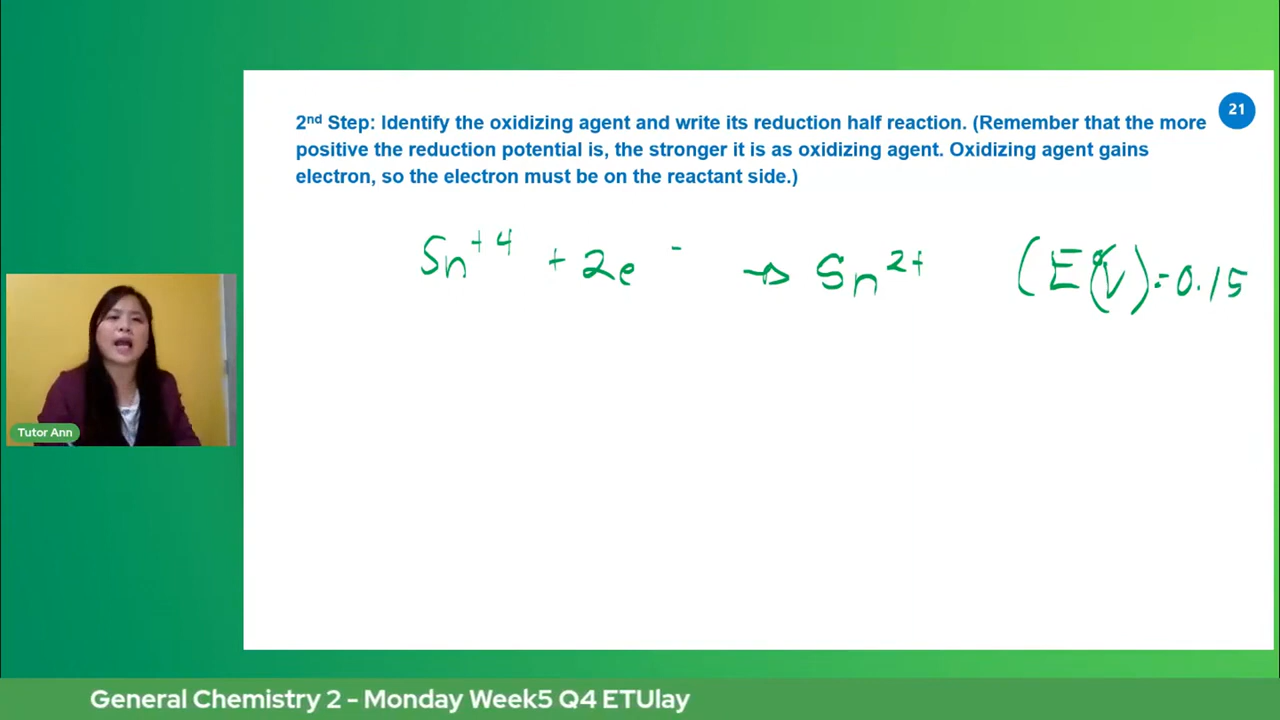 21
2nd Step: Identify the oxidizing agent and write its reduction half reaction. (Remember that the more
positive the reduction potential is, the stronger it is as oxidizing agent. Oxidizing agent gains
electron, so the electron must be on the reactant side.)
Sn+4 + 2e- → Sn2+ (E°(V)=0.15
Tutor Ann
General Chemistry 2 - Monday Week5 Q4 ETUlay